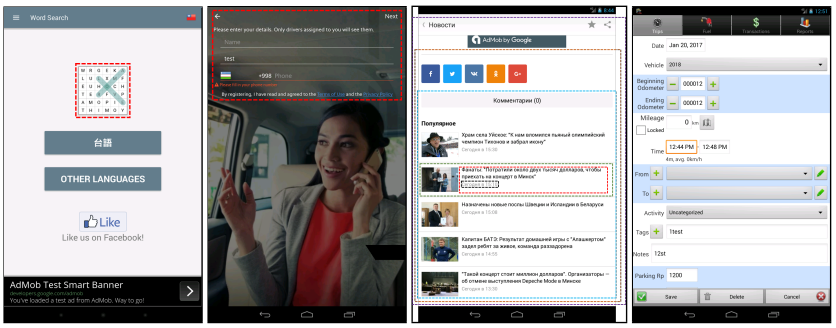 Word Search
W R G E K A
E
T E F P
A M O P I
T H I M O Y
台語
OTHER LANGUAGES
Like
Like us on Facebook!
AdMob Test Smart Banner
developers.google.com/admob
You've loaded a test ad from AdMob. Way to go!
Next
Please enter your details. Only drivers assigned to you will see them.
Name
test
+998 Phone
By registering, I have read and agreed to the Terms of Use and the Privacy Policy
8:44
Новости
AdMob by Google
Комментарии (0)
Популярное
Храм села Уйское: "К нам вломился пьяный олимпийский
чемпион Тихонов и забрал икону"
Сегодня в 15:30
Фанаты: "Потратили около двух тысяч долларов, чтобы
приехать на концерт в Минск"
Назначены новые послы Швеции и Исландии в Беларуси
Сегодня в 15:08
Капитан БАТЭ: Результат домашней игры с "Алашкертом"
задел ребят за живое, команда раззадорена
Сегодня в 14:55
"Такой концерт стоит миллион долларов". Организаторы —
об отмене выступления Depeche Mode в Минске
Сегодня в 13:28
12:51
Trips
Fuel
Transactions
Reports
Date Jan 20, 2017
Vehicle 2018
Beginning
Odometer 000012
Ending
Odometer 000012
Mileage 0 km
Locked
Time 12:44 PM - 12:48 PM
4m, avg. 0km/h
From
To
Activity Uncategorized
Tags 1test
Notes 12st
Parking Rp 1200
Save Delete Cancel